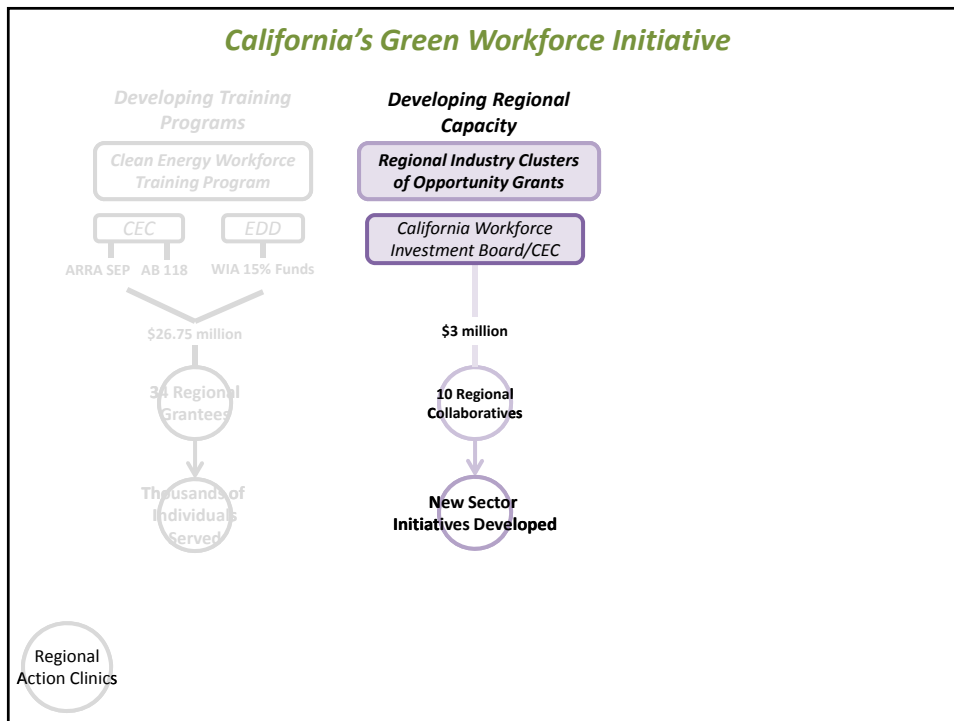 California's Green Workforce Initiative
Developing Training
Programs
Clean Energy Workforce
Training Program
CEC
EDD
ARRA SEP
AB 118
WIA 15% Funds
$26.75 million
34 Regional
Grantees
Thousands of
Individuals
Served
Developing Regional
Capacity
Regional Industry Clusters
of Opportunity Grants
California Workforce
Investment Board/CEC
$3 million
10 Regional
Collaboratives
New Sector
Initiatives Developed
Regional
Action Clinics